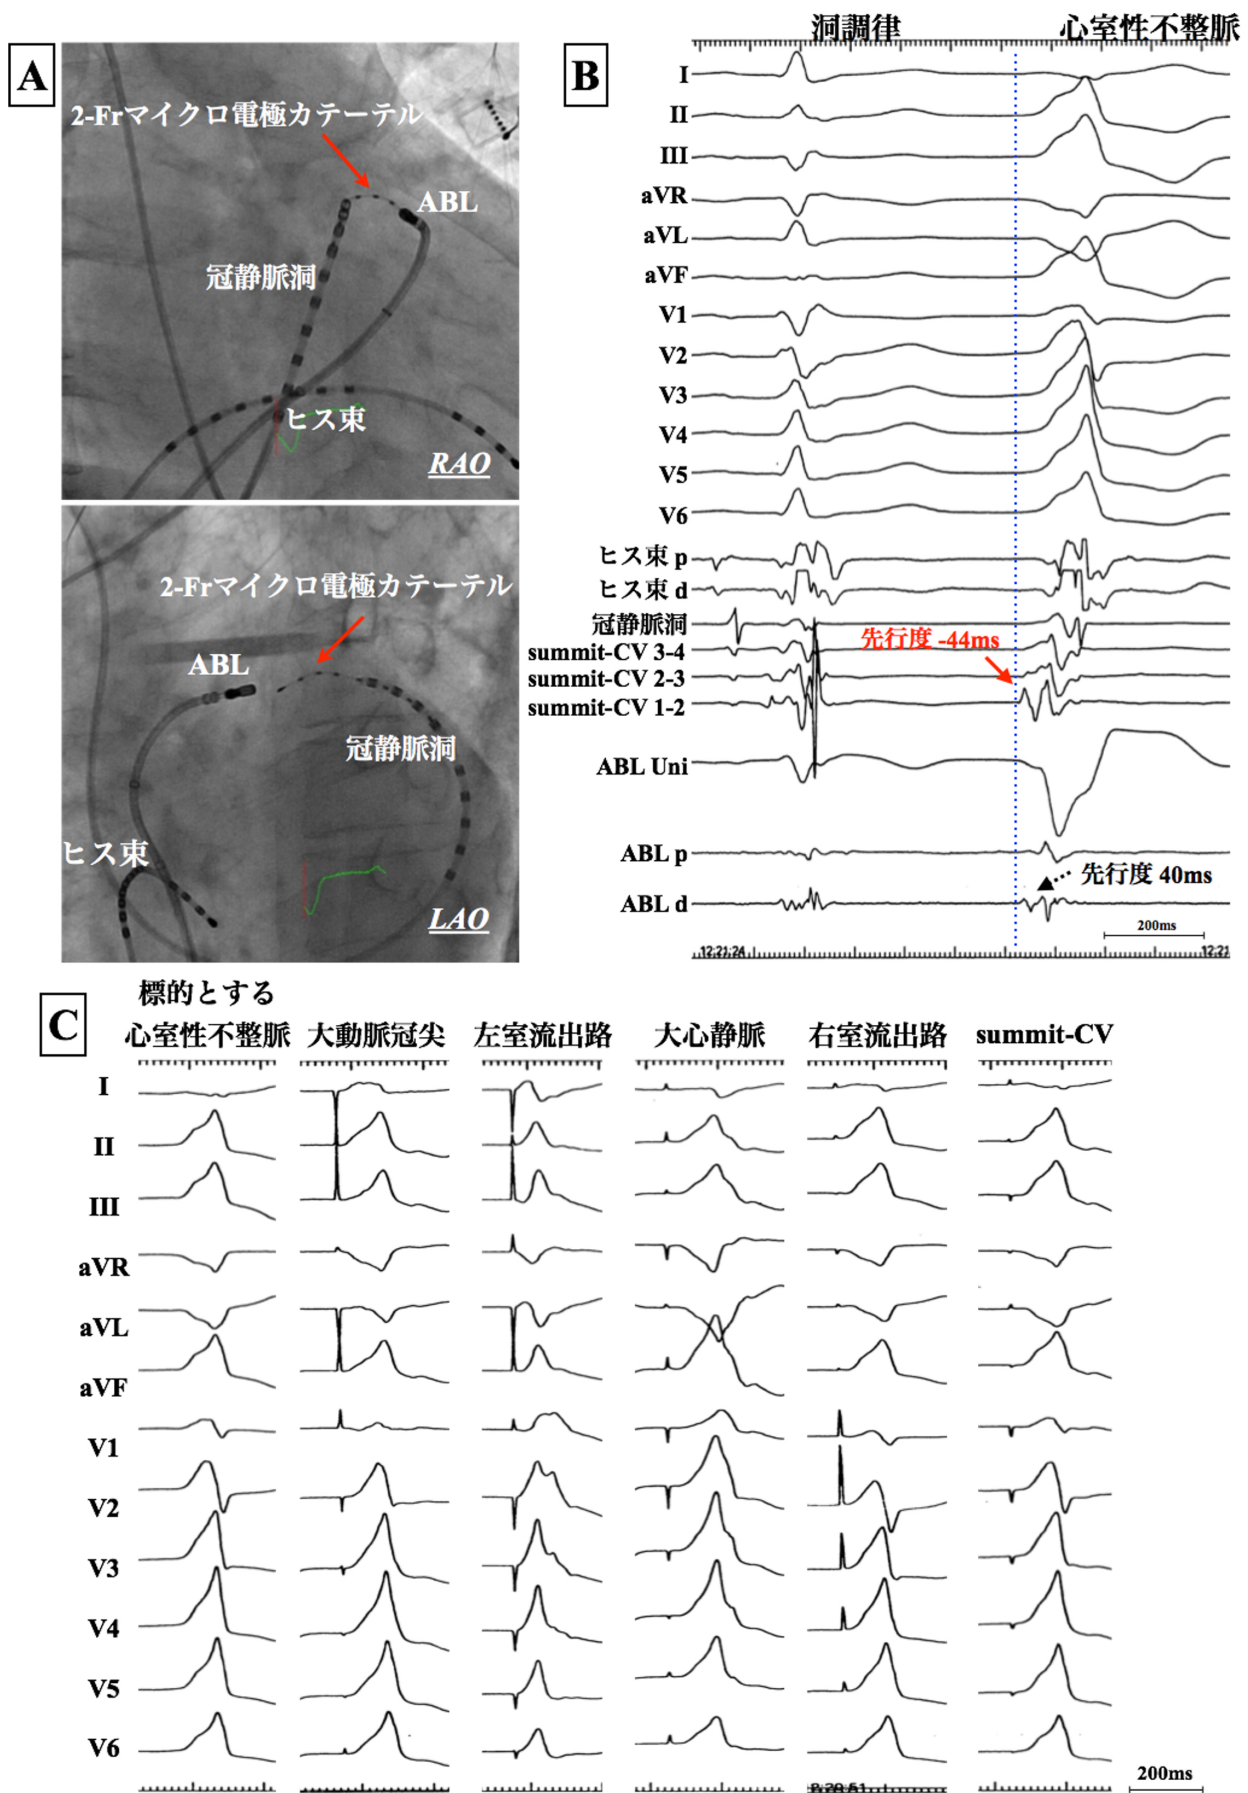 A
2-Frマイクロ電極カテーテル
ABL
冠静脈洞
ヒス束
RAO
2-Frマイクロ電極カテーテル
ABL
冠静脈洞
ヒス束
LAO
B
洞調律
心室性不整脈
I
II
III
aVR
aVL
aVF
V1
V2
V3
V4
V5
V6
ヒス束 p
ヒス束 d
冠静脈洞
先行度 -44ms
summit-CV 3-4
summit-CV 2-3
summit-CV 1-2
ABL Uni
ABL p
先行度 40ms
ABL d
200ms
12:21:24
12:21
C
標的とする
心室性不整脈
大動脈冠尖
左室流出路
大心静脈
右室流出路
summit-CV
I
II
III
aVR
aVL
aVF
V1
V2
V3
V4
V5
V6
200ms